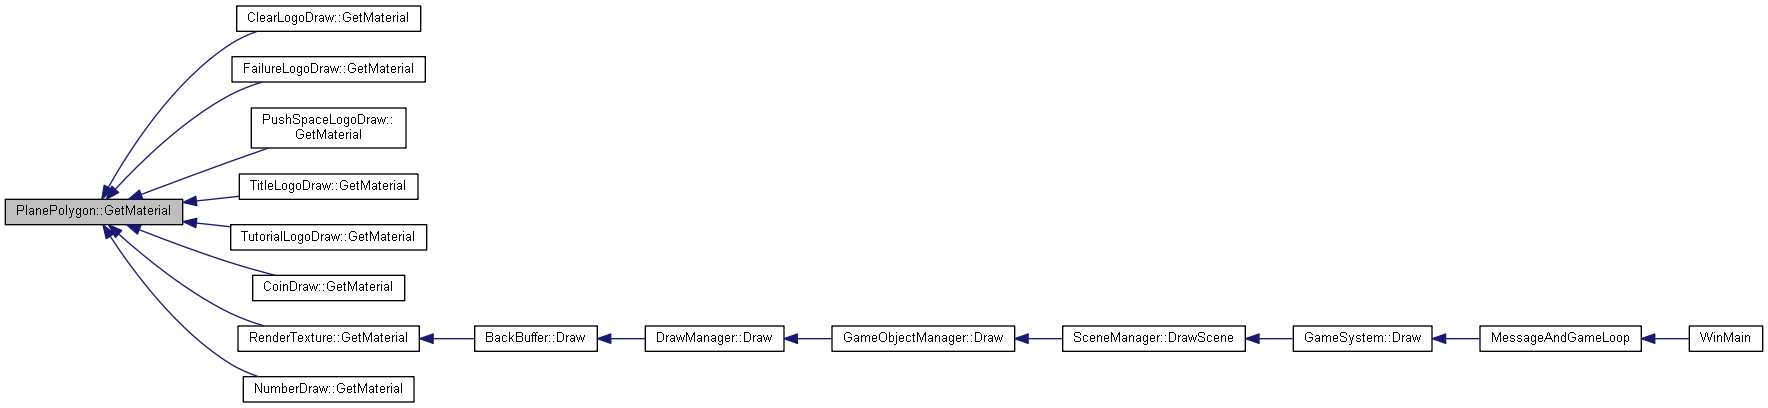 ClearLogoDraw::GetMaterial
FailureLogoDraw::GetMaterial
PushSpaceLogoDraw::
GetMaterial
TitleLogoDraw::GetMaterial
PlanePolygon::GetMaterial
TutorialLogoDraw::GetMaterial
CoinDraw::GetMaterial
RenderTexture::GetMaterial
BackBuffer::Draw
DrawManager::Draw
GameObjectManager::Draw
SceneManager::DrawScene
GameSystem::Draw
MessageAndGameLoop
WinMain
NumberDraw::GetMaterial